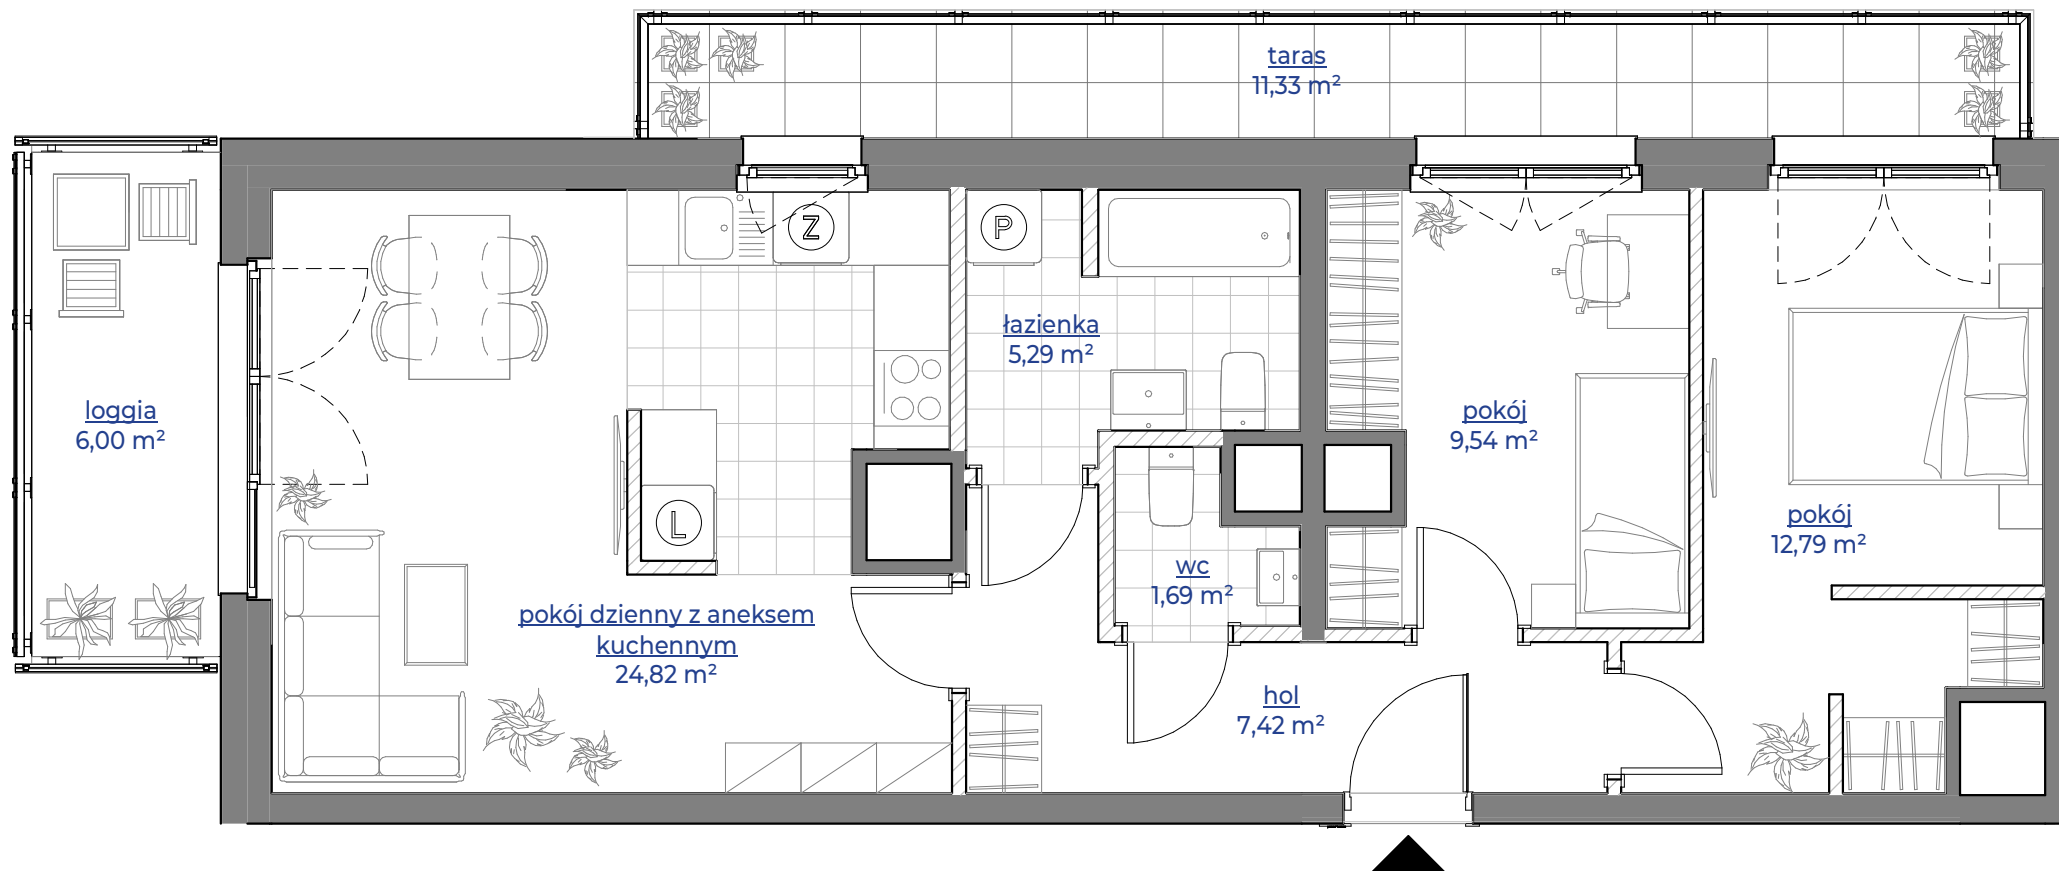 taras
11,33 m²
Z
P
łazienka
5,29 m²
loggia
6,00 m²
pokój
9,54 m²
L
pokój
12,79 m²
wc
1,69 m²
pokój dzienny z aneksem
kuchennym
24,82 m²
hol
7,42 m²